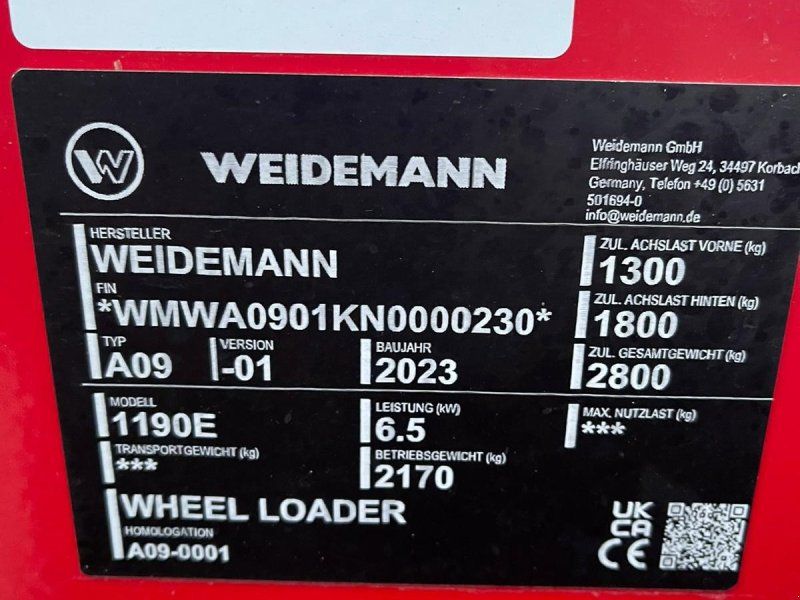 W
WEIDEMANN
Weidemann GmbH
Elfringhäuser Weg 24, 34497 Korbach
Germany, Telefon +49 (0) 5631
501694-0
info@weidemann.de
HERSTELLER
WEIDEMANN
FIN
*WMWA0901KN0000230*
TYP
A09
VERSION
-01
BAUJAHR
2023
ZUL. ACHSLAST VORNE (kg)
1300
ZUL. ACHSLAST HINTEN (kg)
1800
ZUL. GESAMTGEWICHT (kg)
2800
MODELL
1190E
LEISTUNG (kW)
6.5
MAX. NUTZLAST (kg)
***
TRANSPORTGEWICHT (kg)
***
BETRIEBSGEWICHT (kg)
2170
WHEEL LOADER
HOMOLOGATION
A09-0001
UK
CA
CE